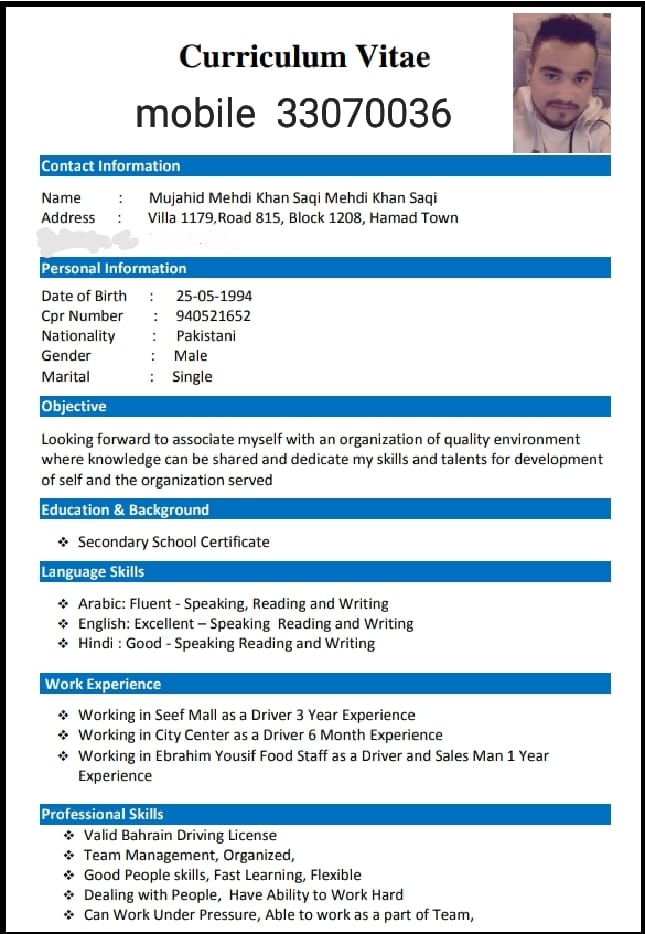 Curriculum Vitae
mobile 33070036
Contact Information
Name : Mujahid Mehdi Khan Saqi Mehdi Khan Saqi
Address : Villa 1179,Road 815, Block 1208, Hamad Town
Personal Information
Date of Birth : 25-05-1994
Cpr Number : 940521652
Nationality : Pakistani
Gender : Male
Marital : Single
Objective
Looking forward to associate myself with an organization of quality environment
where knowledge can be shared and dedicate my skills and talents for development
of self and the organization served
Education & Background
❖ Secondary School Certificate
Language Skills
❖ Arabic: Fluent - Speaking, Reading and Writing
❖ English: Excellent – Speaking Reading and Writing
❖ Hindi : Good - Speaking Reading and Writing
Work Experience
❖ Working in Seef Mall as a Driver 3 Year Experience
❖ Working in City Center as a Driver 6 Month Experience
❖ Working in Ebrahim Yousif Food Staff as a Driver and Sales Man 1 Year
Experience
Professional Skills
❖ Valid Bahrain Driving License
❖ Team Management, Organized,
❖ Good People skills, Fast Learning, Flexible
❖ Dealing with People, Have Ability to Work Hard
❖ Can Work Under Pressure, Able to work as a part of Team,